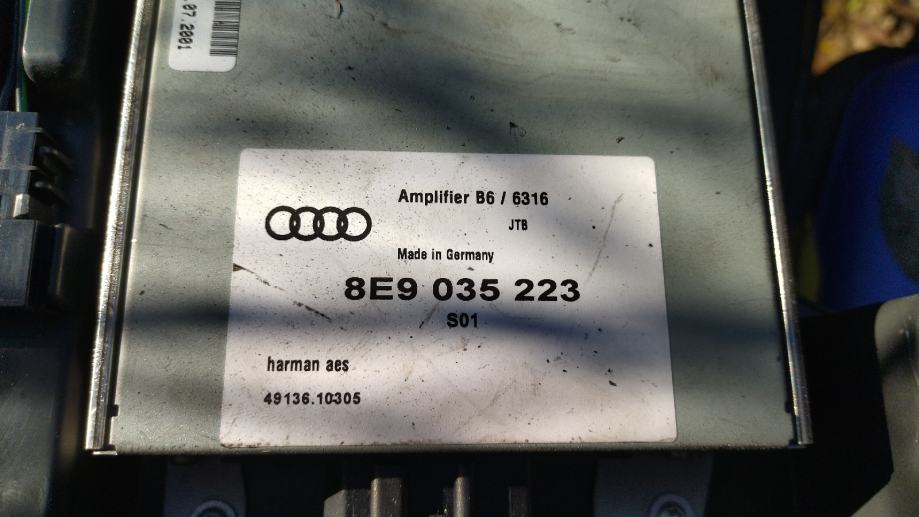 .07.2001
Amplifier B6 / 6316
JTB
Made in Germany
8E9 035 223
S01
harman aes
49136.10305